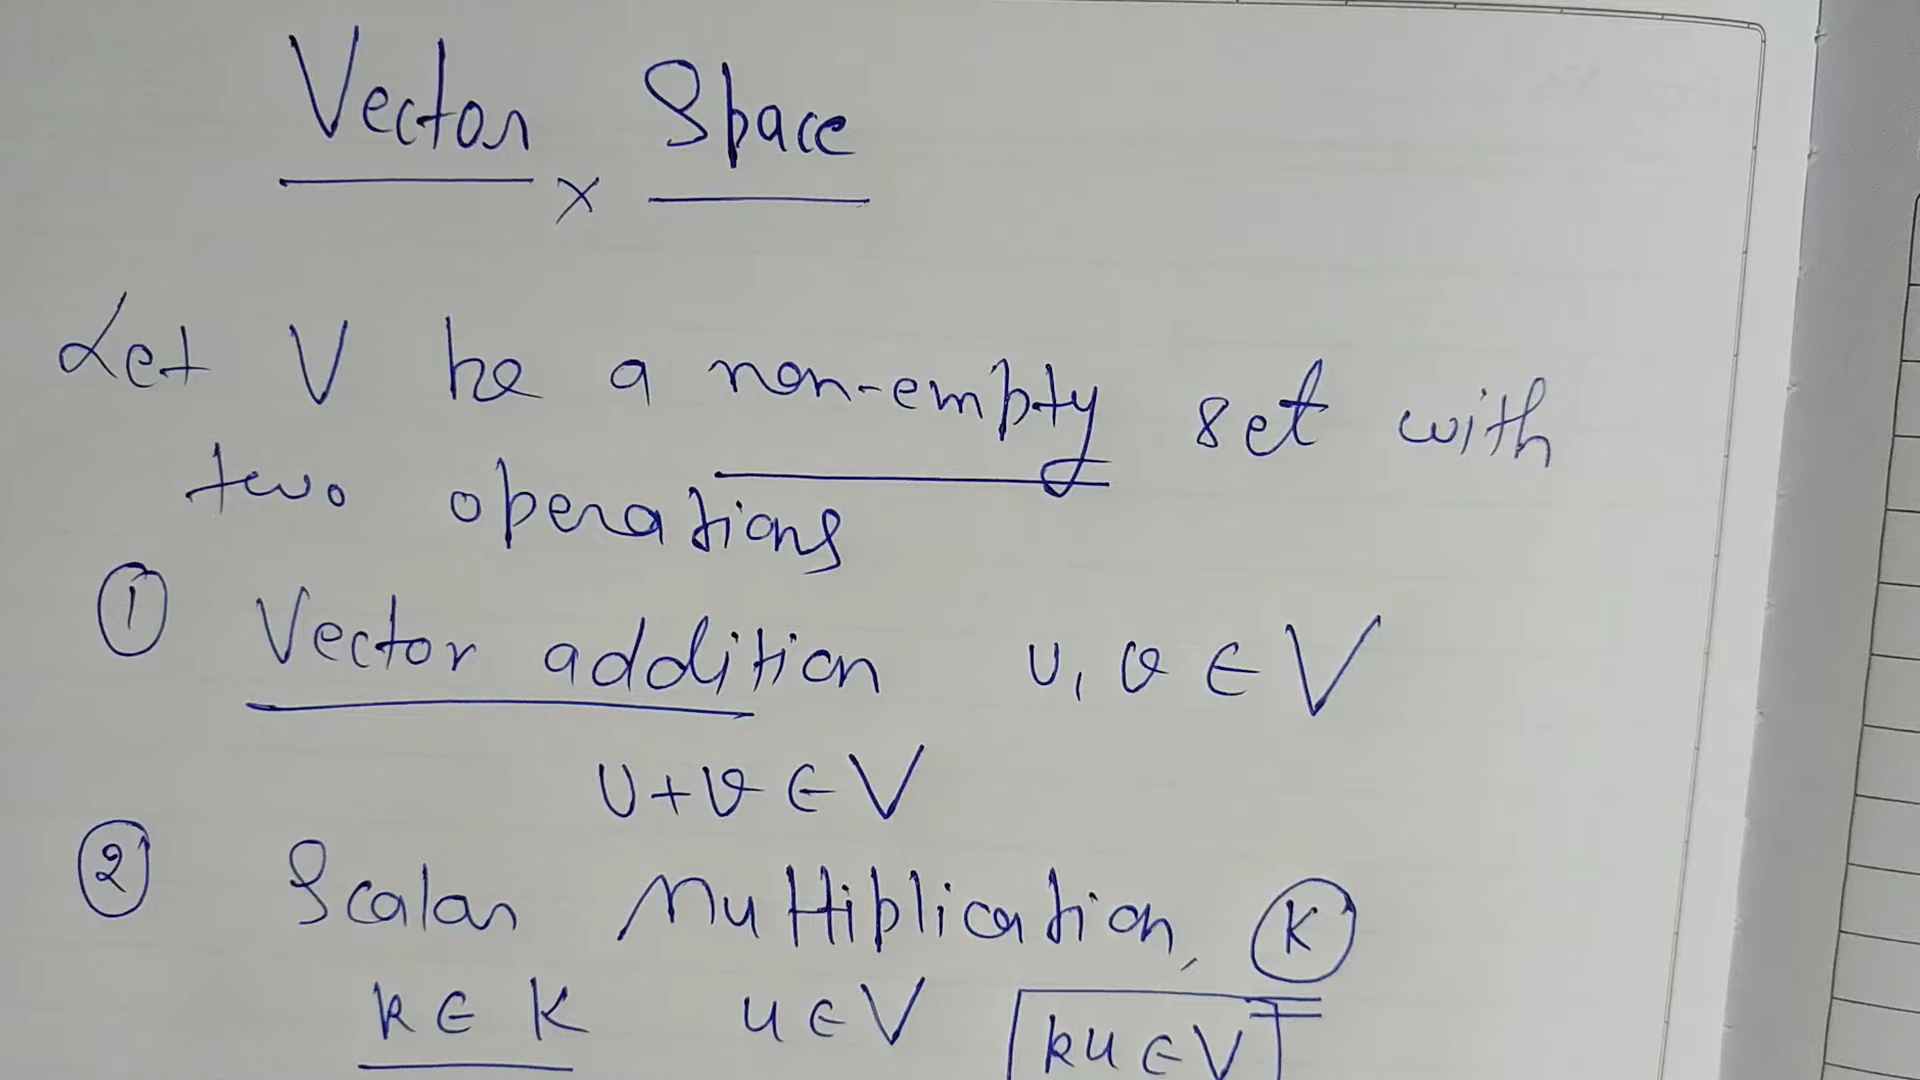 Vector Space
x
Let V be a non-empty set with
two operations
① Vector addition u, v ∈ V
u+v ∈ V
② Scalar Multiplication, K
k ∈ K u ∈ V ku ∈ V